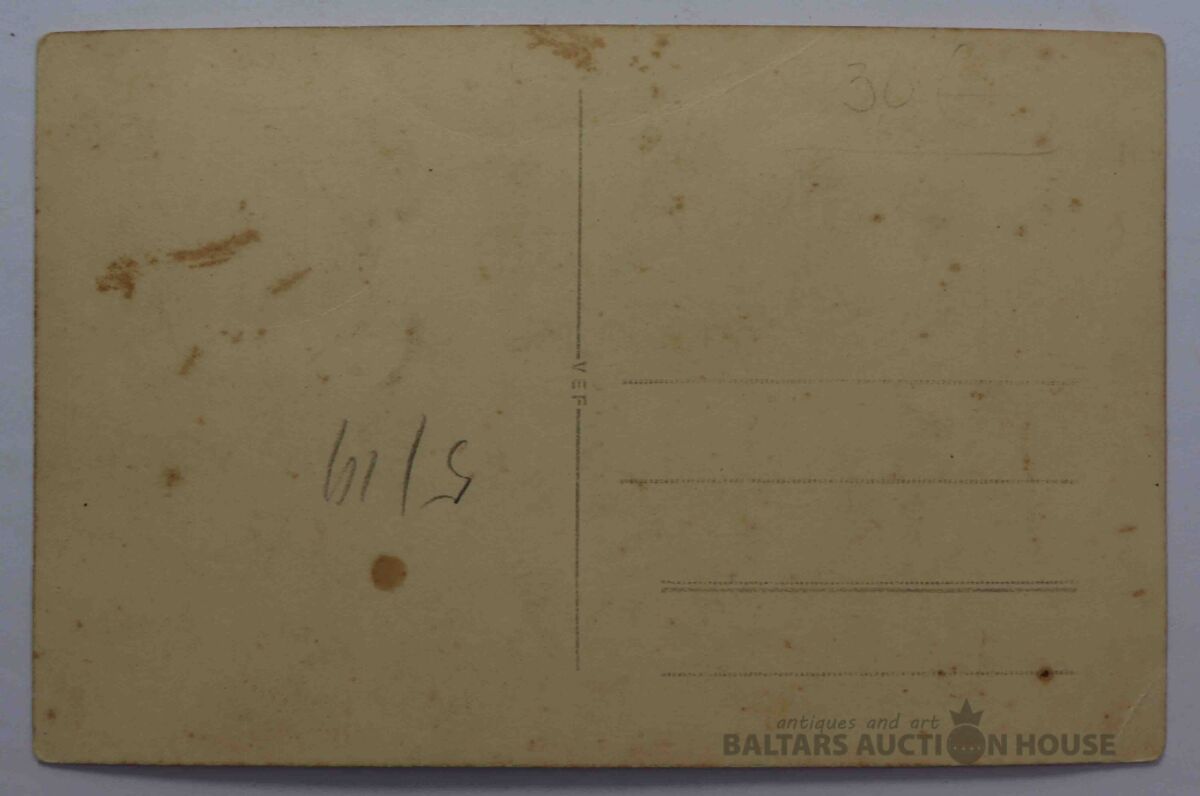 30
VEF
5/19
antiques and art
BALTARS AUCTION HOUSE